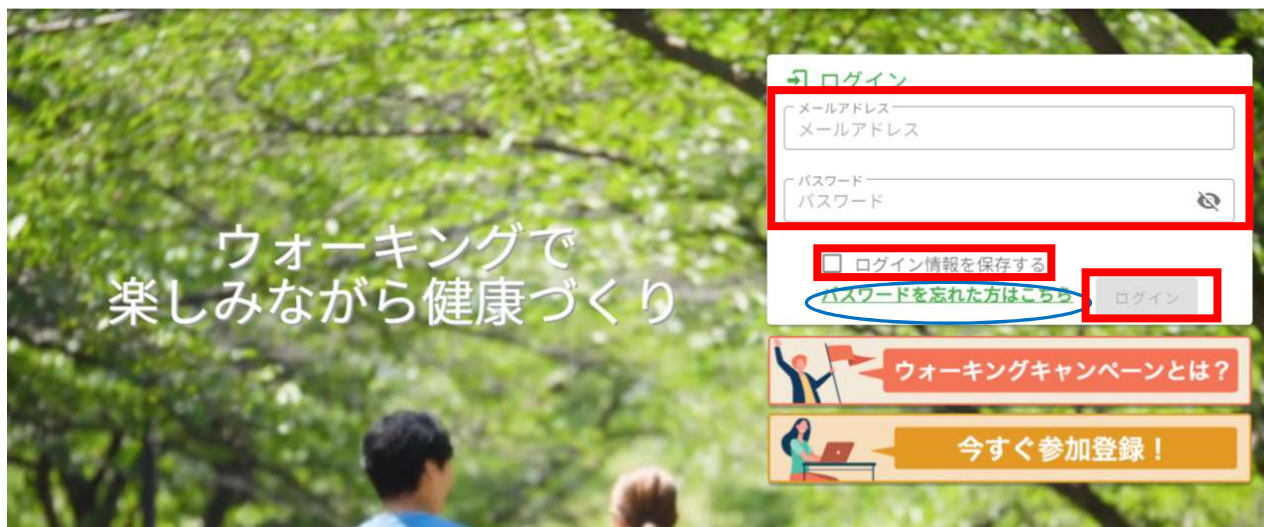 ログイン
メールアドレス
メールアドレス
パスワード
パスワード
ログイン情報を保存する
パスワードを忘れた方はこちら
ログイン
ウォーキングで
楽しみながら健康づくり
ウォーキングキャンペーンとは？
今すぐ参加登録！